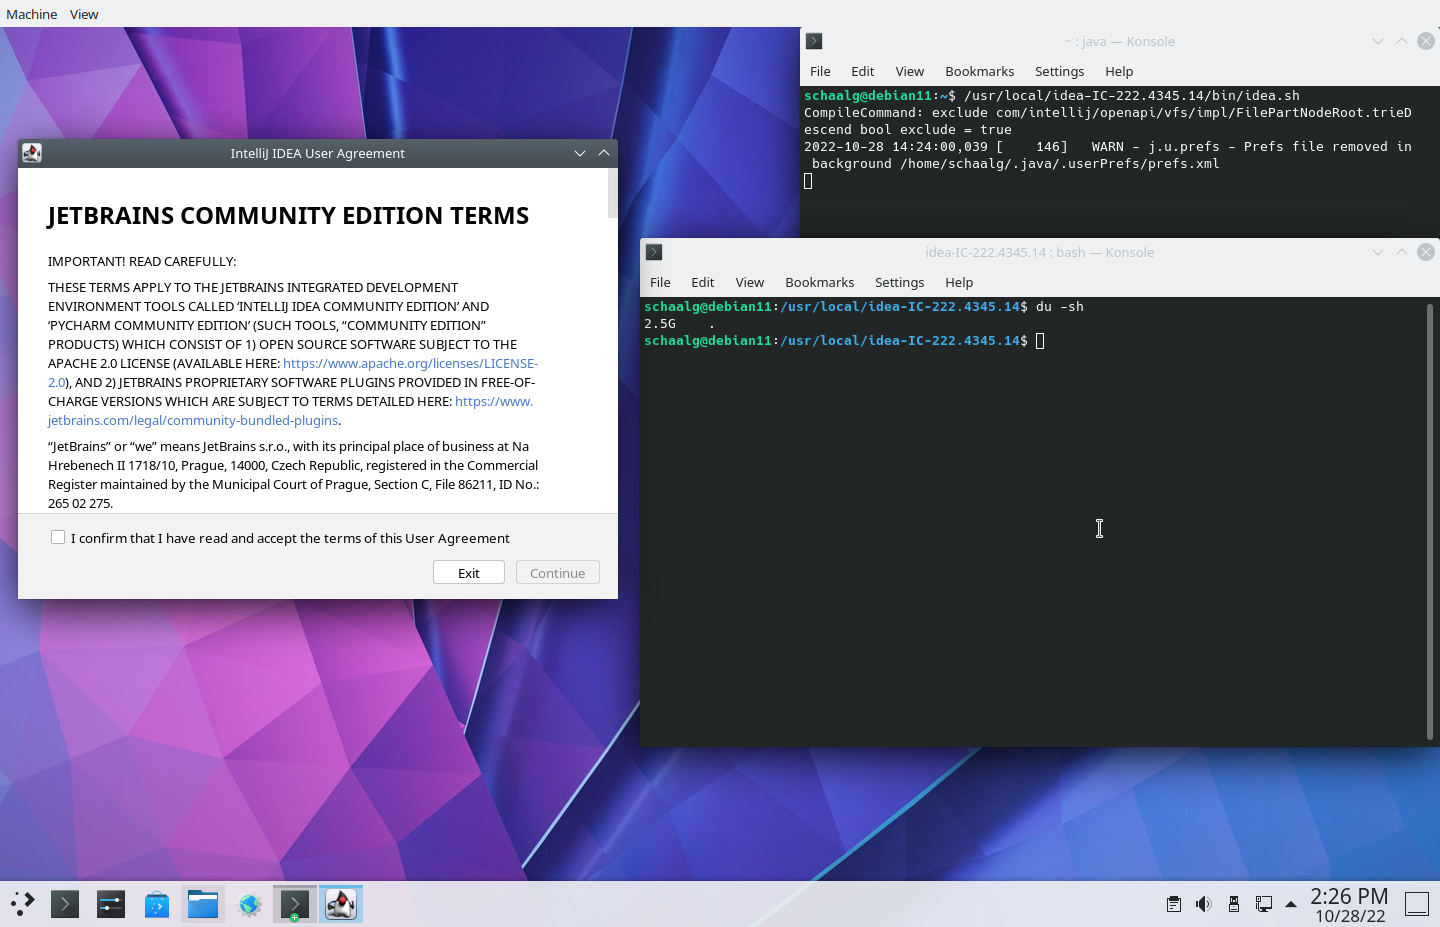 Machine View
~ : java — Konsole
File Edit View Bookmarks Settings Help
schaalg@debian11:~$ /usr/local/idea-IC-222.4345.14/bin/idea.sh
CompileCommand: exclude com/intellij/openapi/vfs/impl/FilePartNodeRoot.trieD
escend bool exclude = true
2022-10-28 14:24:00,039 [    146]   WARN - j.u.prefs - Prefs file removed in
 background /home/schaalg/.java/.userPrefs/prefs.xml
IntelliJ IDEA User Agreement
JETBRAINS COMMUNITY EDITION TERMS
IMPORTANT! READ CAREFULLY:
THESE TERMS APPLY TO THE JETBRAINS INTEGRATED DEVELOPMENT
ENVIRONMENT TOOLS CALLED ‘INTELLIJ IDEA COMMUNITY EDITION’ AND
‘PYCHARM COMMUNITY EDITION’ (SUCH TOOLS, “COMMUNITY EDITION”
PRODUCTS) WHICH CONSIST OF 1) OPEN SOURCE SOFTWARE SUBJECT TO THE
APACHE 2.0 LICENSE (AVAILABLE HERE: https://www.apache.org/licenses/LICENSE-
2.0), AND 2) JETBRAINS PROPRIETARY SOFTWARE PLUGINS PROVIDED IN FREE-OF-
CHARGE VERSIONS WHICH ARE SUBJECT TO TERMS DETAILED HERE: https://www.
jetbrains.com/legal/community-bundled-plugins.
“JetBrains” or “we” means JetBrains s.r.o., with its principal place of business at Na
Hrebenech II 1718/10, Prague, 14000, Czech Republic, registered in the Commercial
Register maintained by the Municipal Court of Prague, Section C, File 86211, ID No.:
265 02 275.
I confirm that I have read and accept the terms of this User Agreement
Exit Continue
idea-IC-222.4345.14 : bash — Konsole
File Edit View Bookmarks Settings Help
schaalg@debian11:/usr/local/idea-IC-222.4345.14$ du -sh
2.5G    .
schaalg@debian11:/usr/local/idea-IC-222.4345.14$
2:26 PM
10/28/22